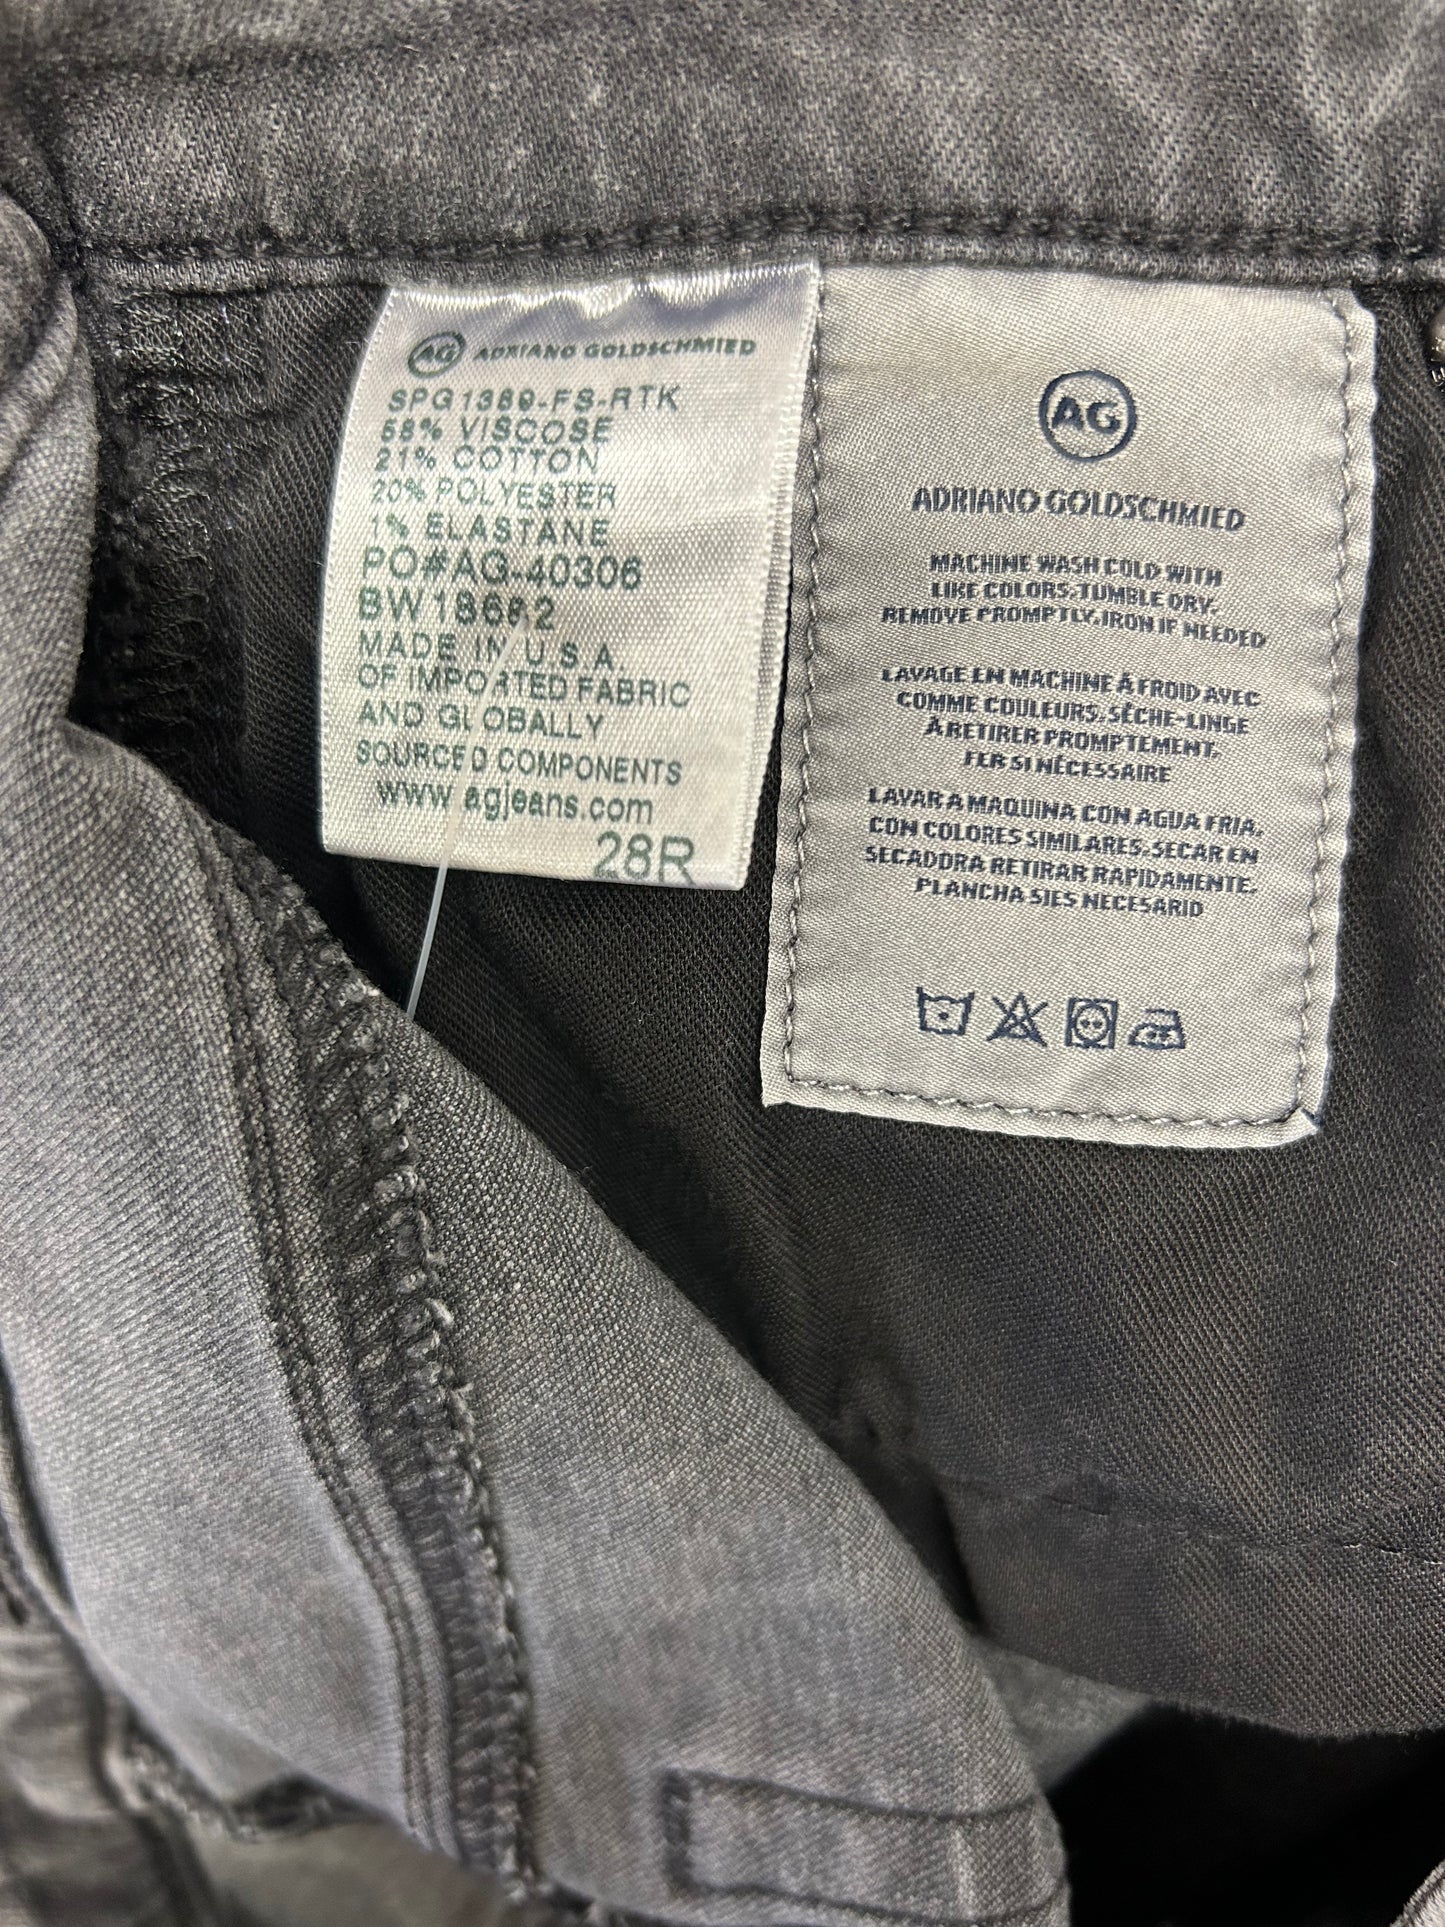 AG ADRIANO GOLDSCHMIED
SPG1389-FS-RTK
58% VISCOSE
21% COTTON
20% POLYESTER
1% ELASTANE
PO#AG-40306
MADE IN U.S.A.
OF IMPORTED FABRIC
AND GLOBALLY
SOURCED COMPONENTS
www.agjeans.com
28R
AG
ADRIANO GOLDSCHMIED
MACHINE WASH COLD WITH
LIKE COLORS. TUMBLE DRY.
REMOVE PROMPTLY. IRON IF NEEDED
LAVAGE EN MACHINE À FROID AVEC
COMME COULEURS. SÈCHE-LINGE
À RETIRER PROMPTEMENT.
FER SI NÉCESSAIRE
LAVAR A MAQUINA CON AGUA FRIA.
CON COLORES SIMILARES. SECAR EN
SECADORA RETIRAR RAPIDAMENTE.
PLANCHA SIES NECESARIO